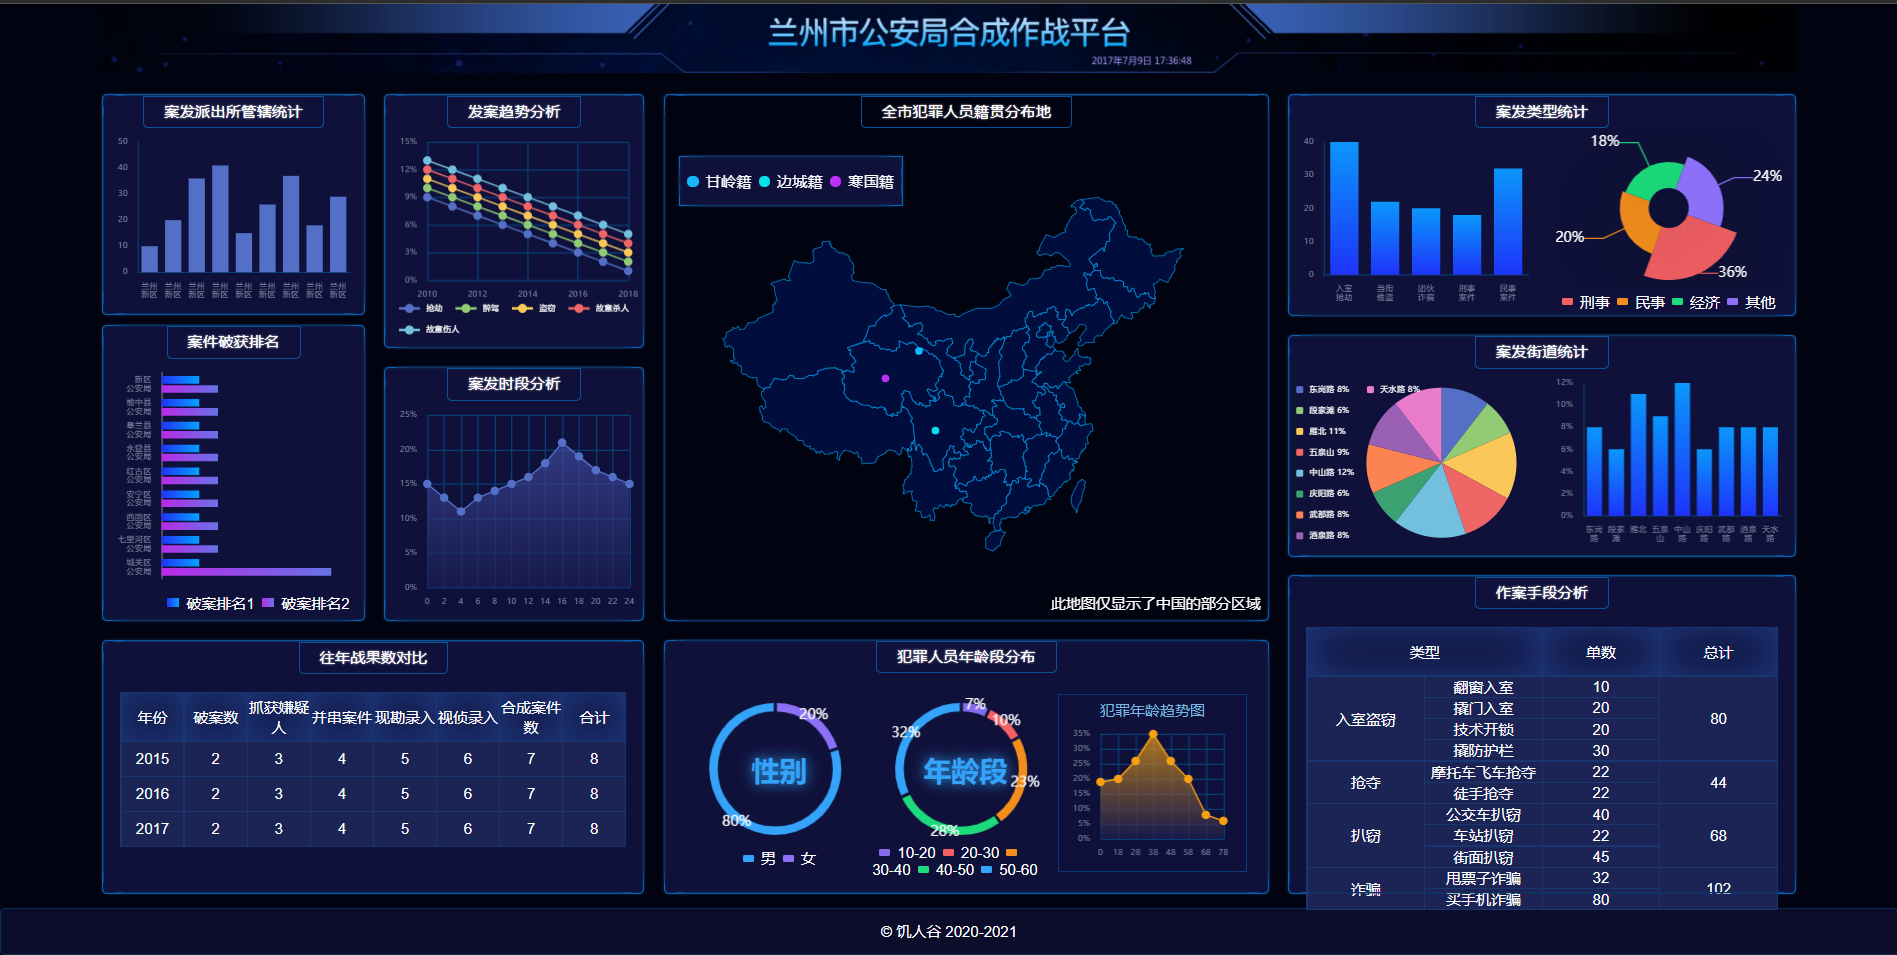 兰州市公安局合成作战平台
2017年7月9日 17:36:48
案发派出所管辖统计
50
40
30
20
10
0
兰州新区 兰州新区 兰州新区 兰州新区 兰州新区 兰州新区 兰州新区 兰州新区 兰州新区
案件破获排名
新区公安局
榆中县公安局
皋兰县公安局
永登县公安局
红古区公安局
安宁区公安局
西固区公安局
七里河区公安局
城关区公安局
破案排名1 破案排名2
发案趋势分析
15%
12%
9%
6%
3%
0%
2010 2012 2014 2016 2018
抢劫 醉驾 盗窃 故意杀人
故意伤人
案发时段分析
25%
20%
15%
10%
5%
0%
0 2 4 6 8 10 12 14 16 18 20 22 24
往年战果数对比
年份 破案数 抓获嫌疑人 并串案件 现勘录入 视侦录入 合成案件数 合计
2015 2 3 4 5 6 7 8
2016 2 3 4 5 6 7 8
2017 2 3 4 5 6 7 8
全市犯罪人员籍贯分布地
甘岭籍 边城籍 寒国籍
此地图仅显示了中国的部分区域
犯罪人员年龄段分布
20%
性别
80%
男 女
7%
10%
32%
年龄段
23%
28%
10-20 20-30
30-40 40-50 50-60
犯罪年龄趋势图
35%
30%
25%
20%
15%
10%
5%
0%
0 18 28 38 48 58 68 78
案发类型统计
40
30
20
10
0
入室抢劫 当街偷盗 团伙诈骗 刑事案件 民事案件
18%
24%
20%
36%
刑事 民事 经济 其他
案发街道统计
东岗路 8% 天水路 8%
段家滩 6%
雁北 11%
五泉山 9%
中山路 12%
庆阳路 6%
武都路 8%
酒泉路 8%
12%
10%
8%
6%
4%
2%
0%
东岗路 段家滩 雁北 五泉山 中山路 庆阳路 武都路 酒泉路 天水路
作案手段分析
类型 单数 总计
入室盗窃 翻窗入室 10 80
撬门入室 20
技术开锁 20
撬防护栏 30
抢夺 摩托车飞车抢夺 22 44
徒手抢夺 22
扒窃 公交车扒窃 40 68
车站扒窃 22
街面扒窃 45
诈骗 甩票子诈骗 32 102
买手机诈骗 80
© 饥人谷 2020-2021